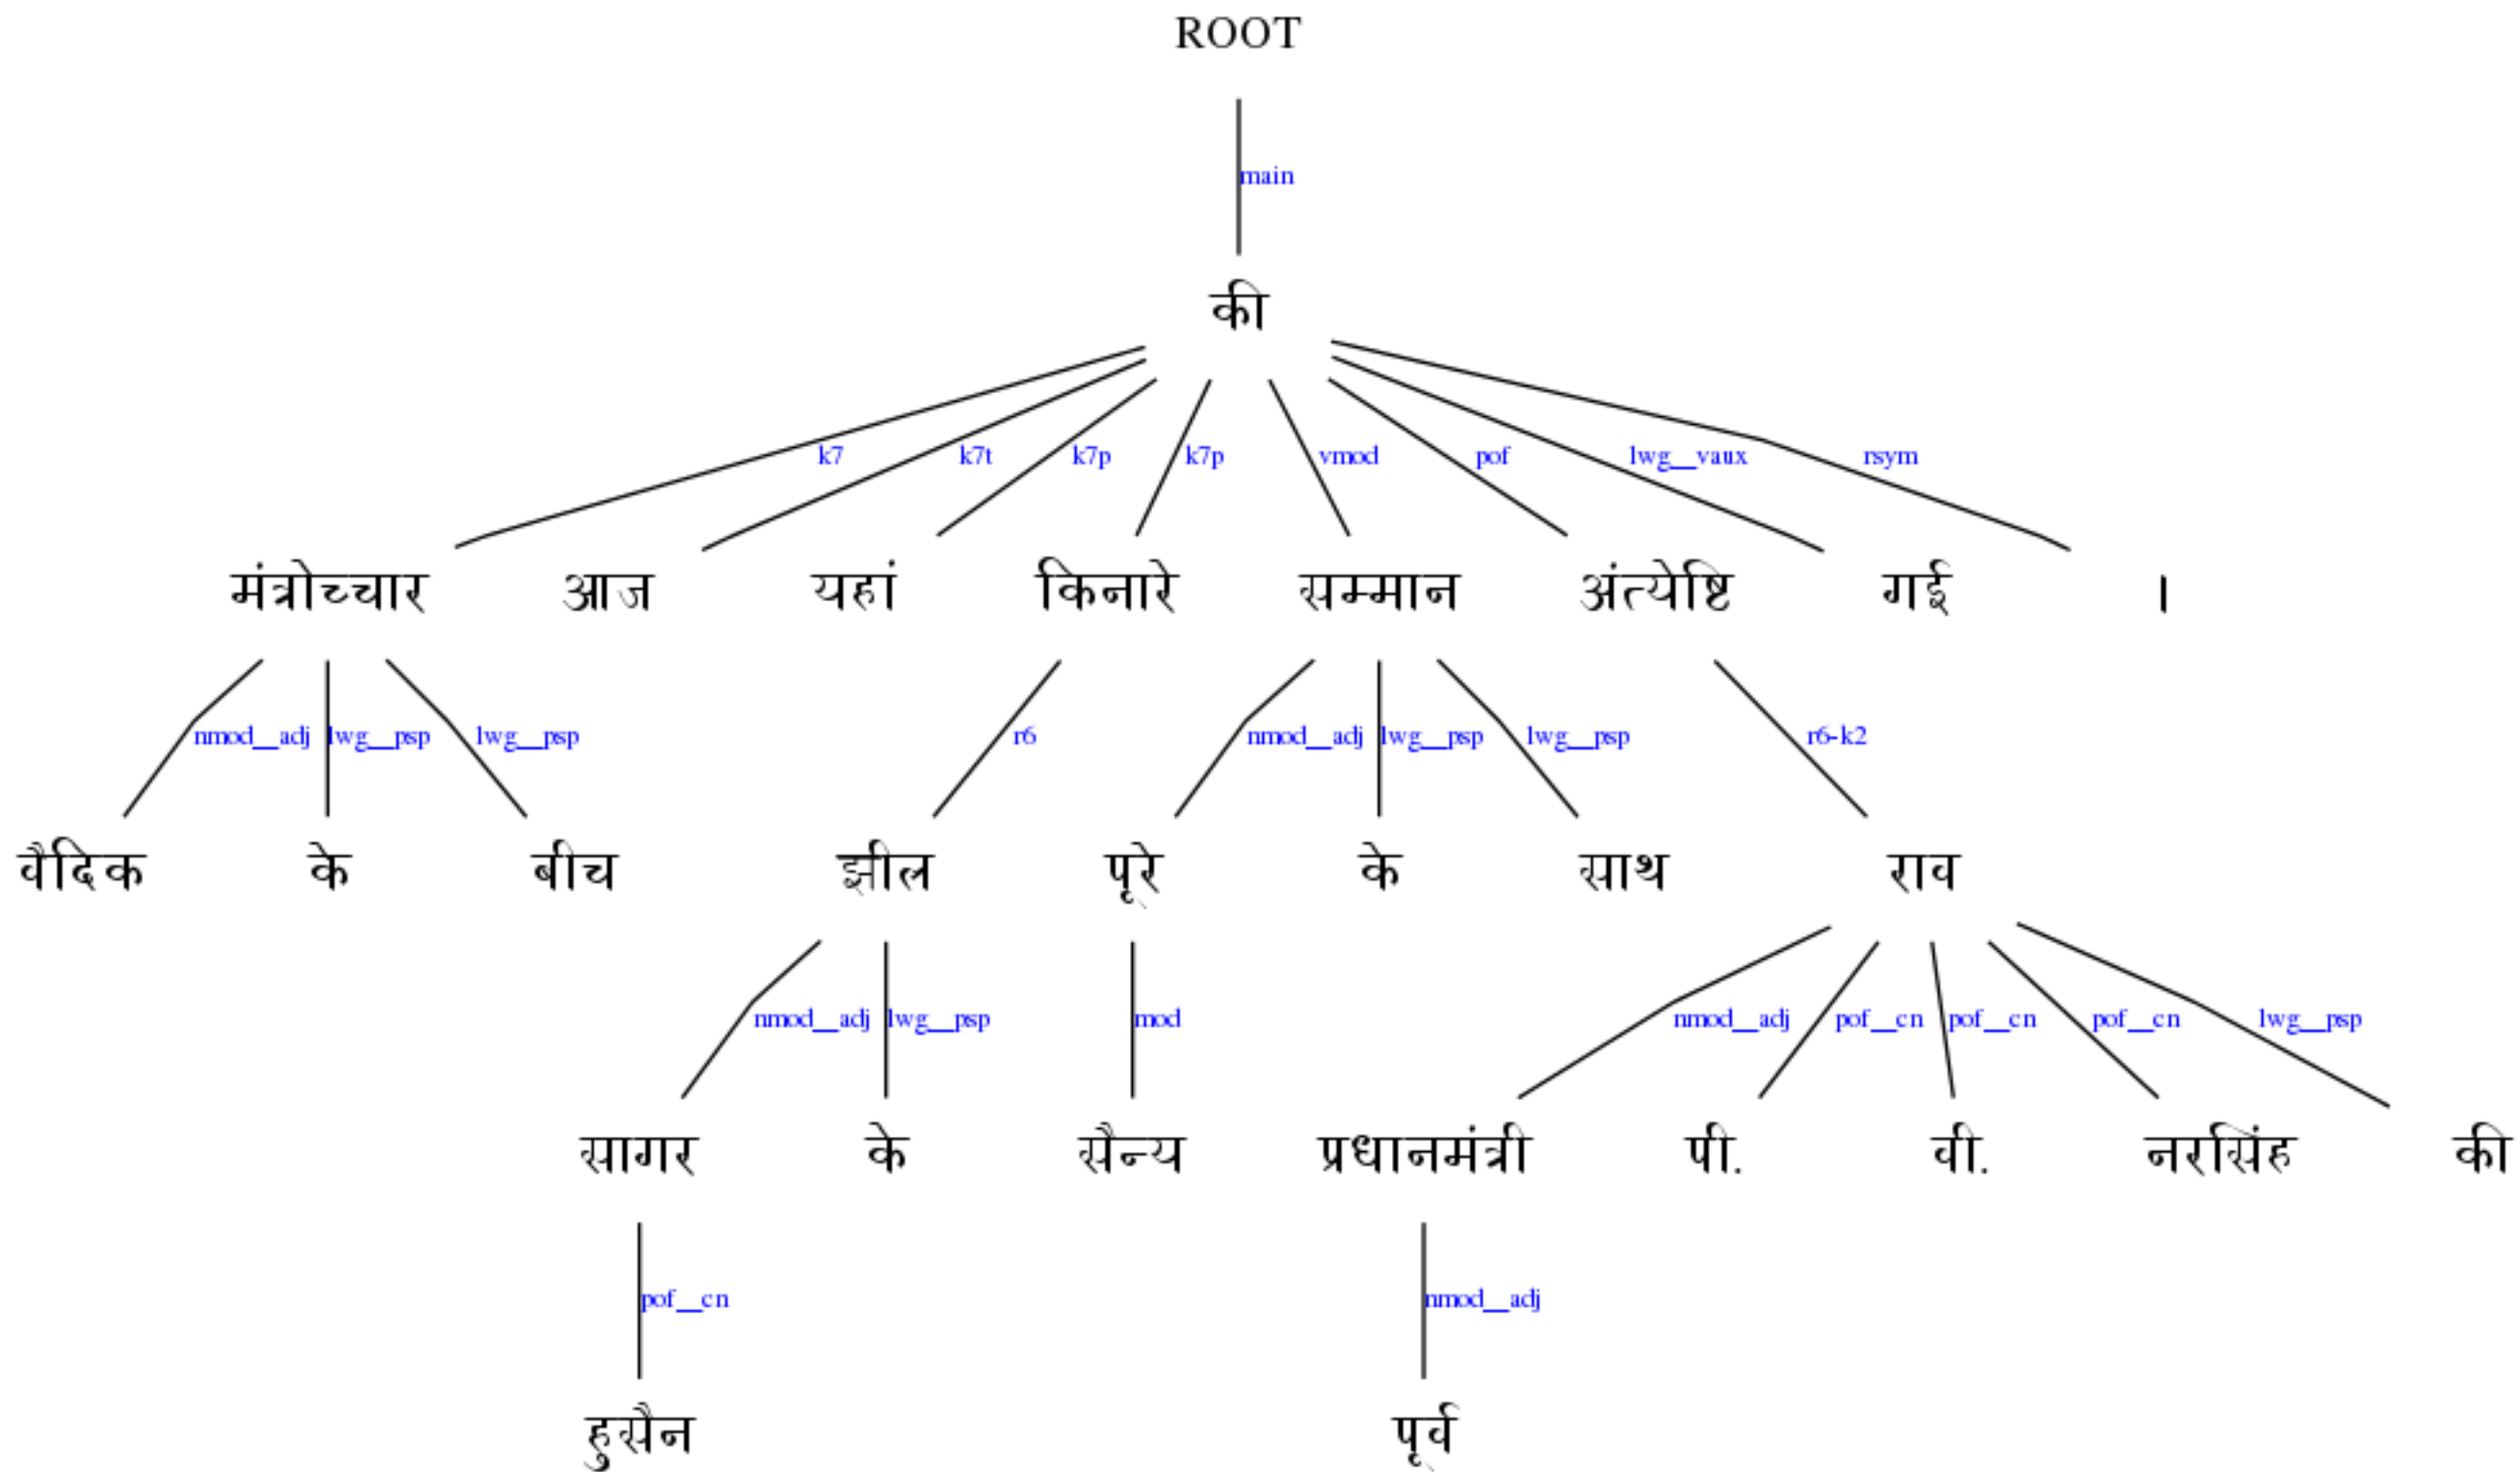 ROOT
main
की
k7 k7t k7p k7p vmod pof lwg__vaux rsym
मंत्रोच्चार आज यहां किनारे सम्मान अंत्येष्टि गई ।
nmod__adj lwg__psp lwg__psp r6 nmod__adj lwg__psp lwg__psp r6-k2
वैदिक के बीच झील पूरे के साथ राव
nmod__adj lwg__psp mod nmod__adj pof__cn pof__cn pof__cn lwg__psp
सागर के सैन्य प्रधानमंत्री पी. वी. नरसिंह की
pof__cn nmod__adj
हुसैन पूर्व